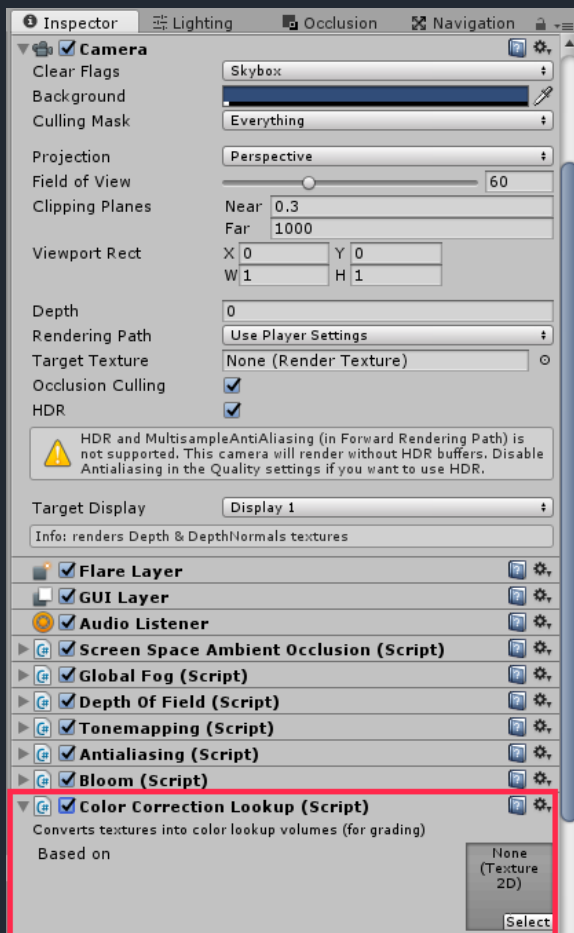 Inspector Lighting Occlusion Navigation
Camera
Clear Flags Skybox
Background
Culling Mask Everything
Projection Perspective
Field of View 60
Clipping Planes Near 0.3
Far 1000
Viewport Rect X 0 Y 0
W 1 H 1
Depth 0
Rendering Path Use Player Settings
Target Texture None (Render Texture)
Occlusion Culling
HDR
HDR and MultisampleAntiAliasing (in Forward Rendering Path) is
not supported. This camera will render without HDR buffers. Disable
Antialiasing in the Quality settings if you want to use HDR.
Target Display Display 1
Info: renders Depth & DepthNormals textures
Flare Layer
GUI Layer
Audio Listener
C# Screen Space Ambient Occlusion (Script)
C# Global Fog (Script)
C# Depth Of Field (Script)
C# Tonemapping (Script)
C# Antialiasing (Script)
C# Bloom (Script)
C# Color Correction Lookup (Script)
Converts textures into color lookup volumes (for grading)
Based on None
(Texture
2D)
Select